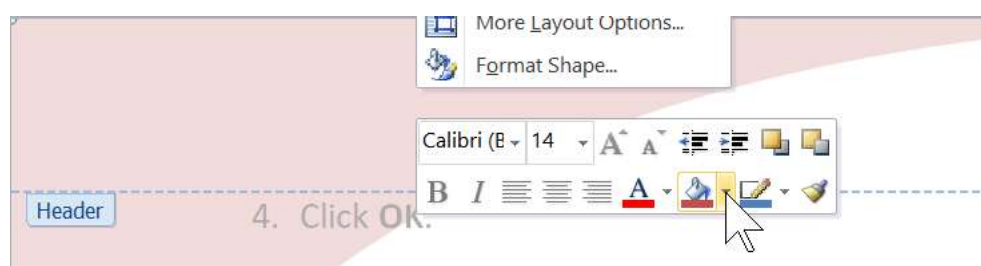 More Layout Options...
Format Shape...
Calibri (B 14 A A
B I A
Header
4. Click OK.